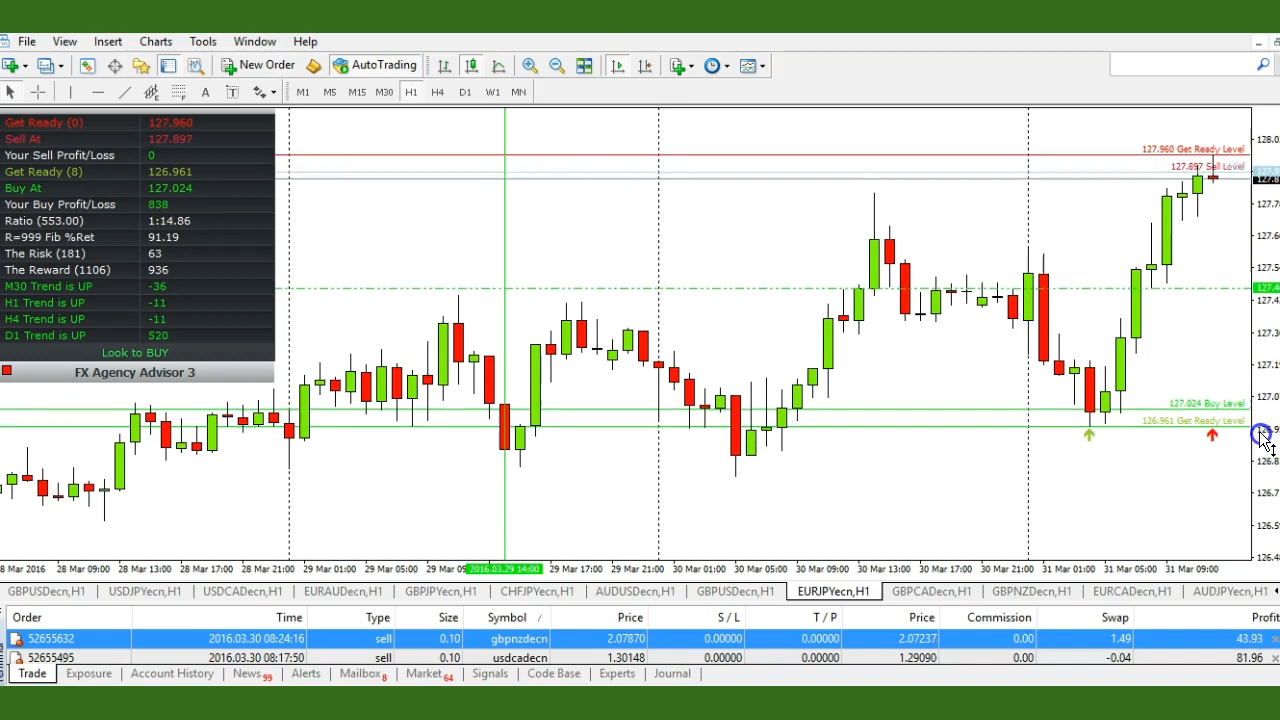 File View Insert Charts Tools Window Help
New Order AutoTrading
A T M1 M5 M15 M30 H1 H4 D1 W1 MN
Get Ready (0) 127.960
Sell At 127.897
Your Sell Profit/Loss 0
Get Ready (8) 126.961
Buy At 127.024
Your Buy Profit/Loss 838
Ratio (553.00) 1:14.86
R=999 Fib %Ret 91.19
The Risk (181) 63
The Reward (1106) 936
M30 Trend is UP -36
H1 Trend is UP -11
H4 Trend is UP -11
D1 Trend is UP 520
Look to BUY
FX Agency Advisor 3
127.960 Get Ready Level
127.897 Sell Level
127.024 Buy Level
126.961 Get Ready Level
28 Mar 09:00 28 Mar 13:00 28 Mar 17:00 28 Mar 21:00 29 Mar 01:00 29 Mar 05:00 2016.03.29 14:00 29 Mar 17:00 29 Mar 21:00 30 Mar 01:00 30 Mar 05:00 30 Mar 09:00 30 Mar 13:00 30 Mar 17:00 30 Mar 21:00 31 Mar 01:00 31 Mar 05:00 31 Mar 09:00
GBPUSDecn,H1 USDJPYecn,H1 USDCADecn,H1 EURAUDecn,H1 GBPJPYecn,H1 CHFJPYecn,H1 AUDUSDecn,H1 GBPUSDecn,H1 EURJPYecn,H1 GBPCADecn,H1 GBPNZDecn,H1 EURCADecn,H1 AUDJPYecn,H1
Order Time Type Size Symbol / Price S / L T / P Price Commission Swap Profit
52655632 2016.03.30 08:24:16 sell 0.10 gbpnzdecn 2.07870 0.00000 0.00000 2.07237 0.00 1.49 43.93
52655495 2016.03.30 08:17:50 sell 0.10 usdcadecn 1.30148 0.00000 0.00000 1.29090 0.00 -0.04 81.96
Trade Exposure Account History News 99 Alerts Mailbox 8 Market 64 Signals Code Base Experts Journal